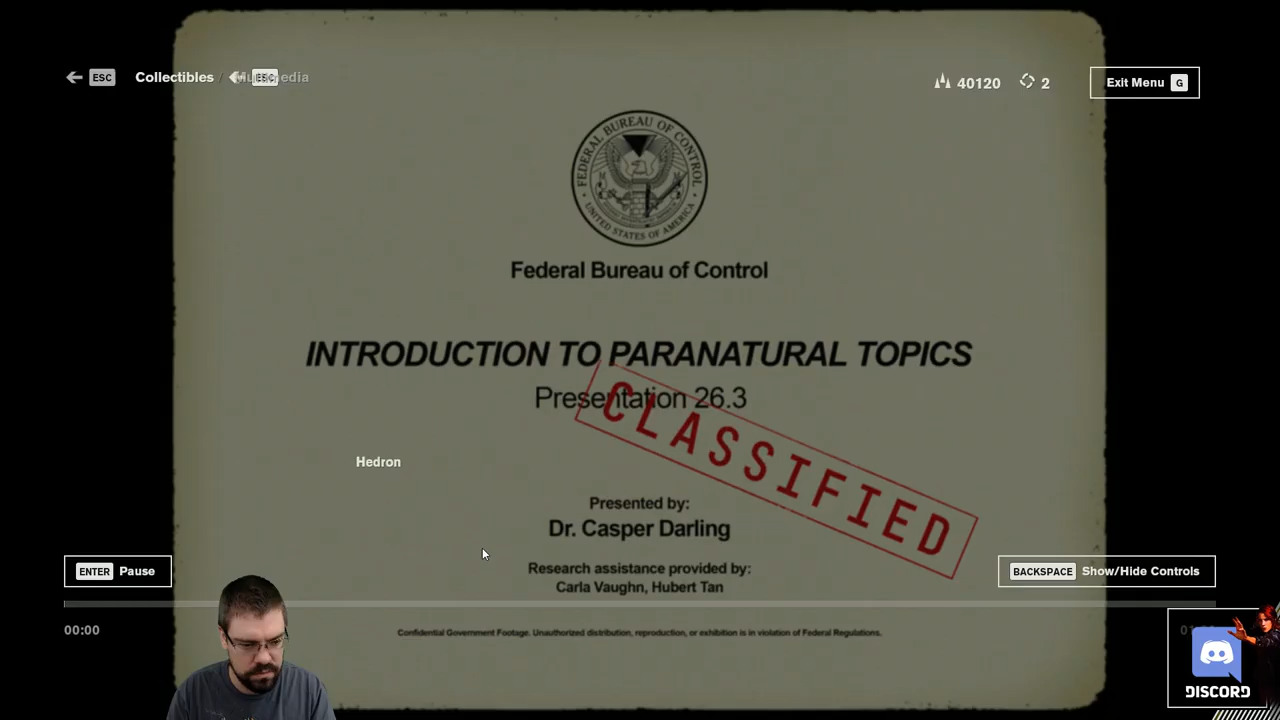 ESC Collectibles / ESC
40120 2
Exit Menu G
FEDERAL BUREAU OF CONTROL
UNITED STATES OF AMERICA
Federal Bureau of Control
INTRODUCTION TO PARANATURAL TOPICS
Presentation 26.3
CLASSIFIED
Hedron
Presented by:
Dr. Casper Darling
Research assistance provided by:
Carla Vaughn, Hubert Tan
ENTER Pause
BACKSPACE Show/Hide Controls
00:00
Confidential Government Footage. Unauthorized distribution, reproduction, or exhibition is in violation of Federal Regulations.
DISCORD